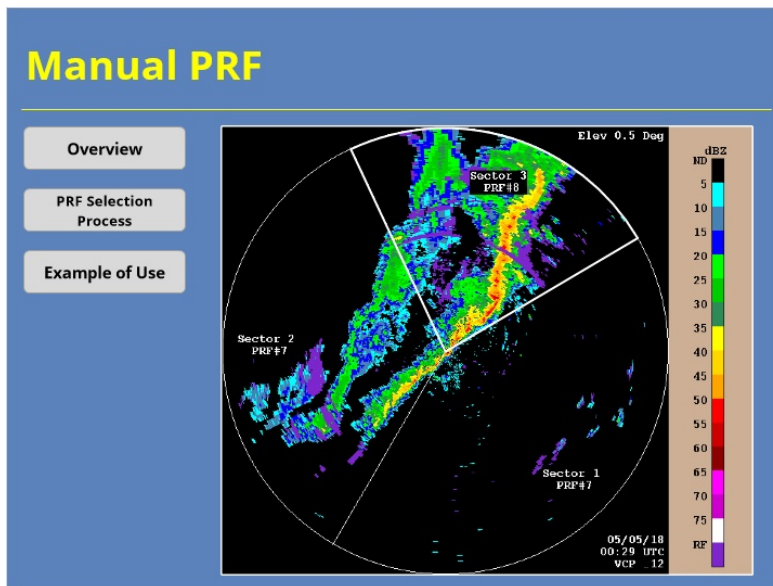 Manual PRF
Overview
PRF Selection
Process
Example of Use
Elev 0.5 Deg
Sector 3
PRF#8
Sector 2
PRF#7
Sector 1
PRF#7
05/05/18
00:29 UTC
VCP 12
dBZ
ND
5
10
15
20
25
30
35
40
45
50
55
60
65
70
75
RF